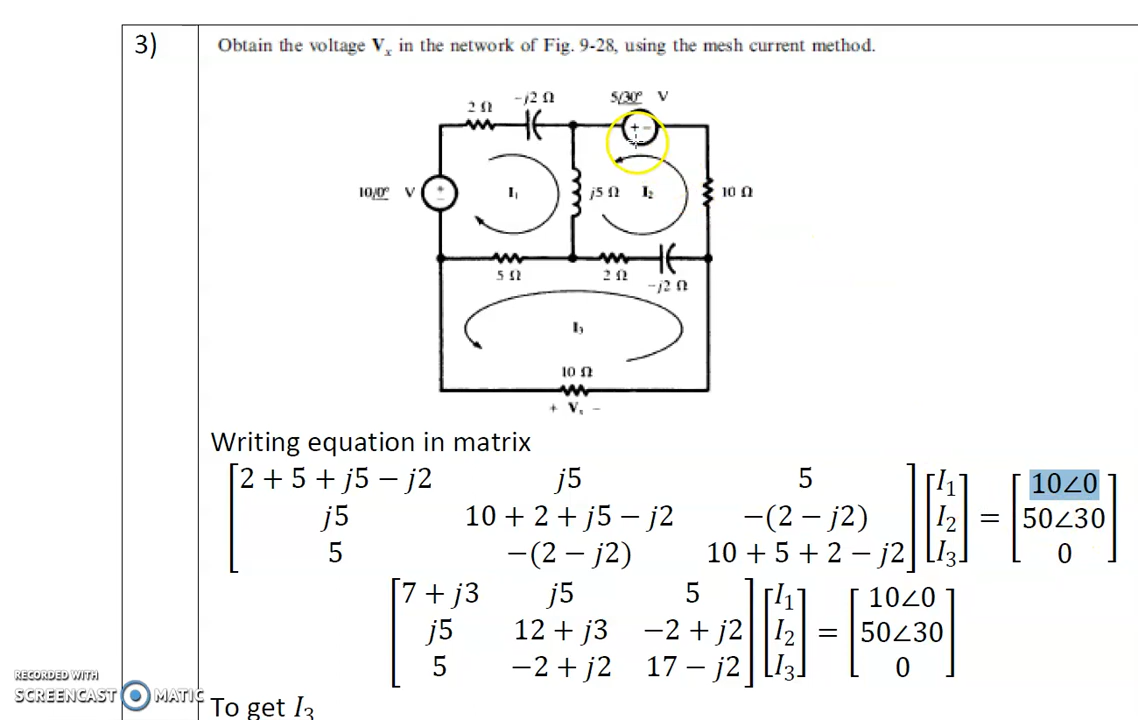 3)
Obtain the voltage Vₓ in the network of Fig. 9-28, using the mesh current method.
2 Ω
-j2 Ω
5/30° V
+ -
10/0° V
+
-
I₁
j5 Ω
I₂
10 Ω
5 Ω
2 Ω
-j2 Ω
I₃
10 Ω
+ Vₓ -
Writing equation in matrix
[2 + 5 + j5 − j2 j5 5] [I₁] [10∠0]
[j5 10 + 2 + j5 − j2 −(2 − j2)] [I₂] = [50∠30]
[5 −(2 − j2) 10 + 5 + 2 − j2] [I₃] [0]
[7 + j3 j5 5] [I₁] [10∠0]
[j5 12 + j3 −2 + j2] [I₂] = [50∠30]
[5 −2 + j2 17 − j2] [I₃] [0]
RECORDED WITH
SCREENCAST MATIC
To get I₃